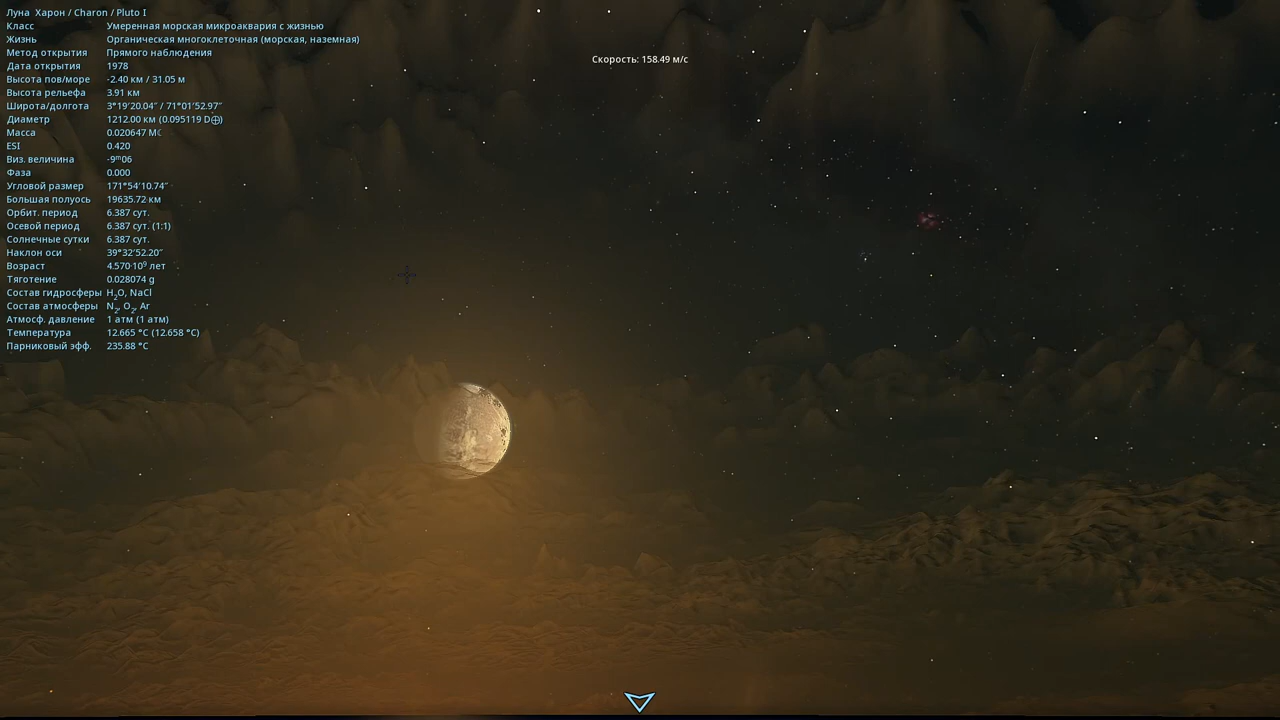 Луна Харон / Charon / Pluto I
Класс Умеренная морская микроаквария с жизнью
Жизнь Органическая многоклеточная (морская, наземная)
Метод открытия Прямого наблюдения
Дата открытия 1978
Скорость: 158.49 м/с
Высота пов/море -2.40 км / 31.05 м
Высота рельефа 3.91 км
Широта/долгота 3°19′20.04″ / 71°01′52.97″
Диаметр 1212.00 км (0.095119 D⊕)
Масса 0.020647 M☾
ESI 0.420
Виз. величина -9ᵐ06
Фаза 0.000
Угловой размер 171°54′10.74″
Большая полуось 19635.72 км
Орбит. период 6.387 сут.
Осевой период 6.387 сут. (1:1)
Солнечные сутки 6.387 сут.
Наклон оси 39°32′52.20″
Возраст 4.570·10⁹ лет
Тяготение 0.028074 g
Состав гидросферы H₂O, NaCl
Состав атмосферы N₂, O₂, Ar
Атмосф. давление 1 атм (1 атм)
Температура 12.665 °C (12.658 °C)
Парниковый эфф. 235.88 °C